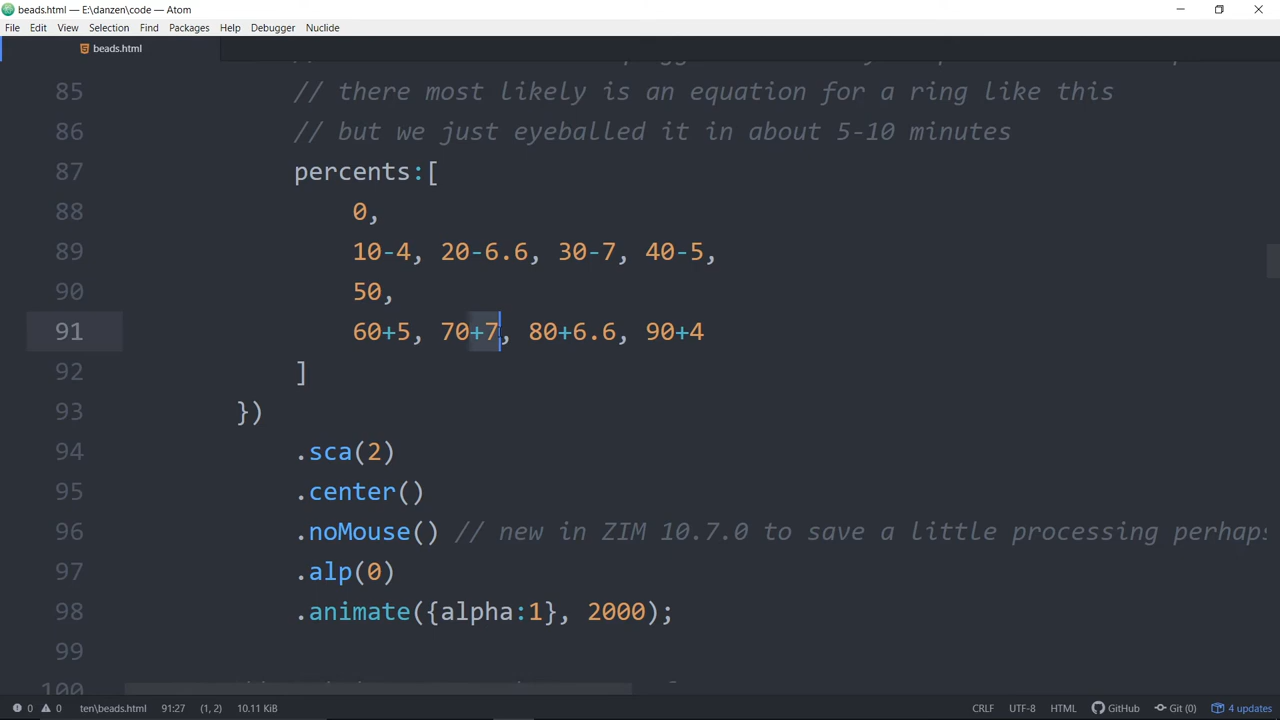 beads.html — E:\danzen\code — Atom
File Edit View Selection Find Packages Help Debugger Nuclide
beads.html
85 // there most likely is an equation for a ring like this
86 // but we just eyeballed it in about 5-10 minutes
87 percents:[
88 0,
89 10-4, 20-6.6, 30-7, 40-5,
90 50,
91 60+5, 70+7, 80+6.6, 90+4
92 ]
93 })
94 .sca(2)
95 .center()
96 .noMouse() // new in ZIM 10.7.0 to save a little processing perhaps
97 .alp(0)
98 .animate({alpha:1}, 2000);
99
100
0 0 ten\beads.html 91:27 (1, 2) 10.11 KiB CRLF UTF-8 HTML GitHub Git (0) 4 updates